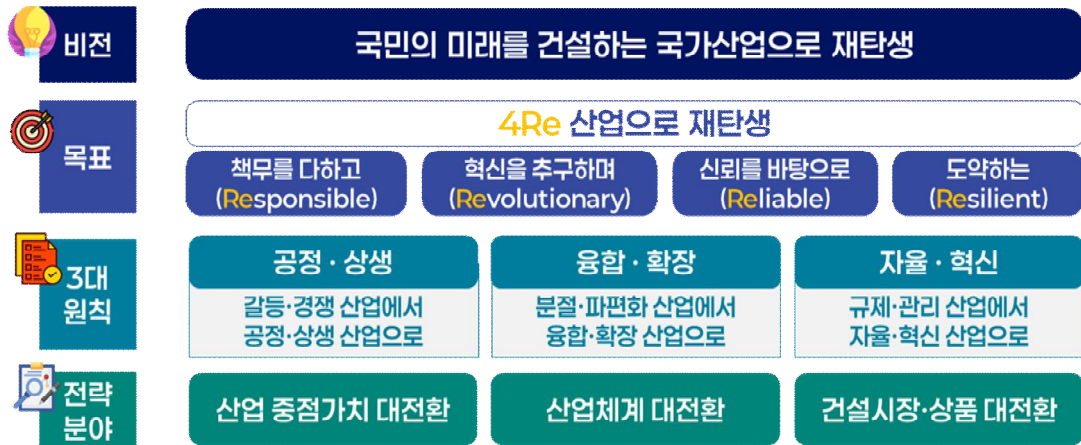 비전
국민의 미래를 건설하는 국가산업으로 재탄생
목표
4Re 산업으로 재탄생
책무를 다하고
(Responsible)
혁신을 추구하며
(Revolutionary)
신뢰를 바탕으로
(Reliable)
도약하는
(Resilient)
3대
원칙
공정·상생
갈등·경쟁 산업에서
공정·상생 산업으로
융합·확장
분절·파편화 산업에서
융합·확장 산업으로
자율·혁신
규제·관리 산업에서
자율·혁신 산업으로
전략
분야
산업 중점가치 대전환
산업체계 대전환
건설시장·상품 대전환